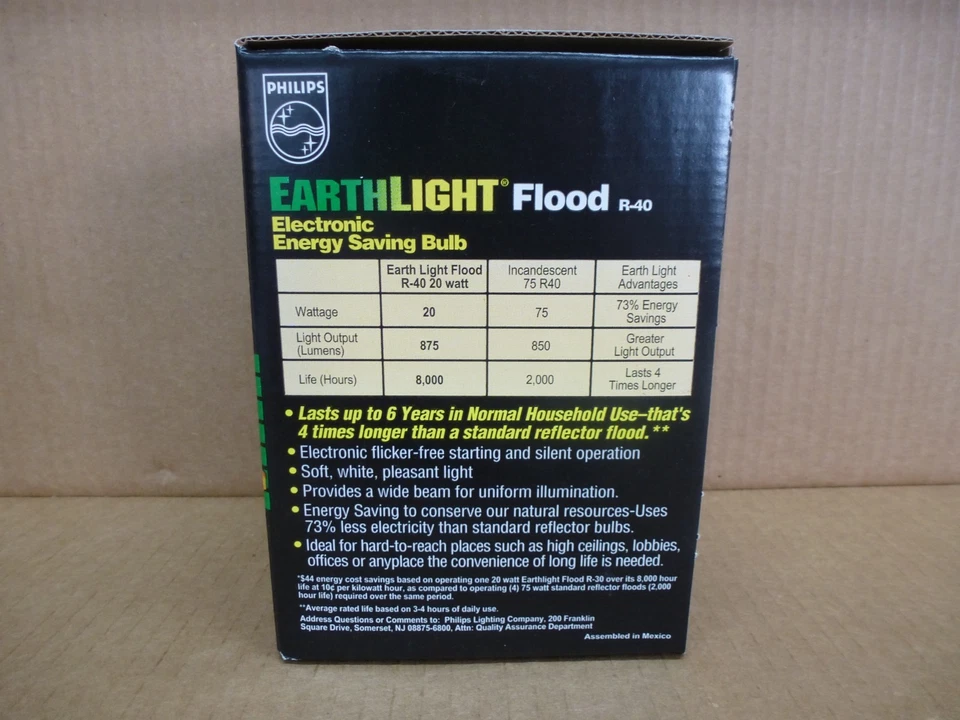 PHILIPS
EARTHLIGHT® Flood R-40
Electronic
Energy Saving Bulb
Earth Light Flood R-40 20 watt Incandescent 75 R40 Earth Light Advantages
Wattage 20 75 73% Energy Savings
Light Output (Lumens) 875 850 Greater Light Output
Life (Hours) 8,000 2,000 Lasts 4 Times Longer
• Lasts up to 6 Years in Normal Household Use–that's
4 times longer than a standard reflector flood.**
• Electronic flicker-free starting and silent operation
• Soft, white, pleasant light
• Provides a wide beam for uniform illumination.
• Energy Saving to conserve our natural resources-Uses
73% less electricity than standard reflector bulbs.
• Ideal for hard-to-reach places such as high ceilings, lobbies,
offices or anyplace the convenience of long life is needed.
*$44 energy cost savings based on operating one 20 watt Earthlight Flood R-30 over its 8,000 hour
life at 10¢ per kilowatt hour, as compared to operating (4) 75 watt standard reflector floods (2,000
hour life) required over the same period.
**Average rated life based on 3-4 hours of daily use.
Address Questions or Comments to: Philips Lighting Company, 200 Franklin
Square Drive, Somerset, NJ 08875-6800, Attn: Quality Assurance Department
Assembled in Mexico